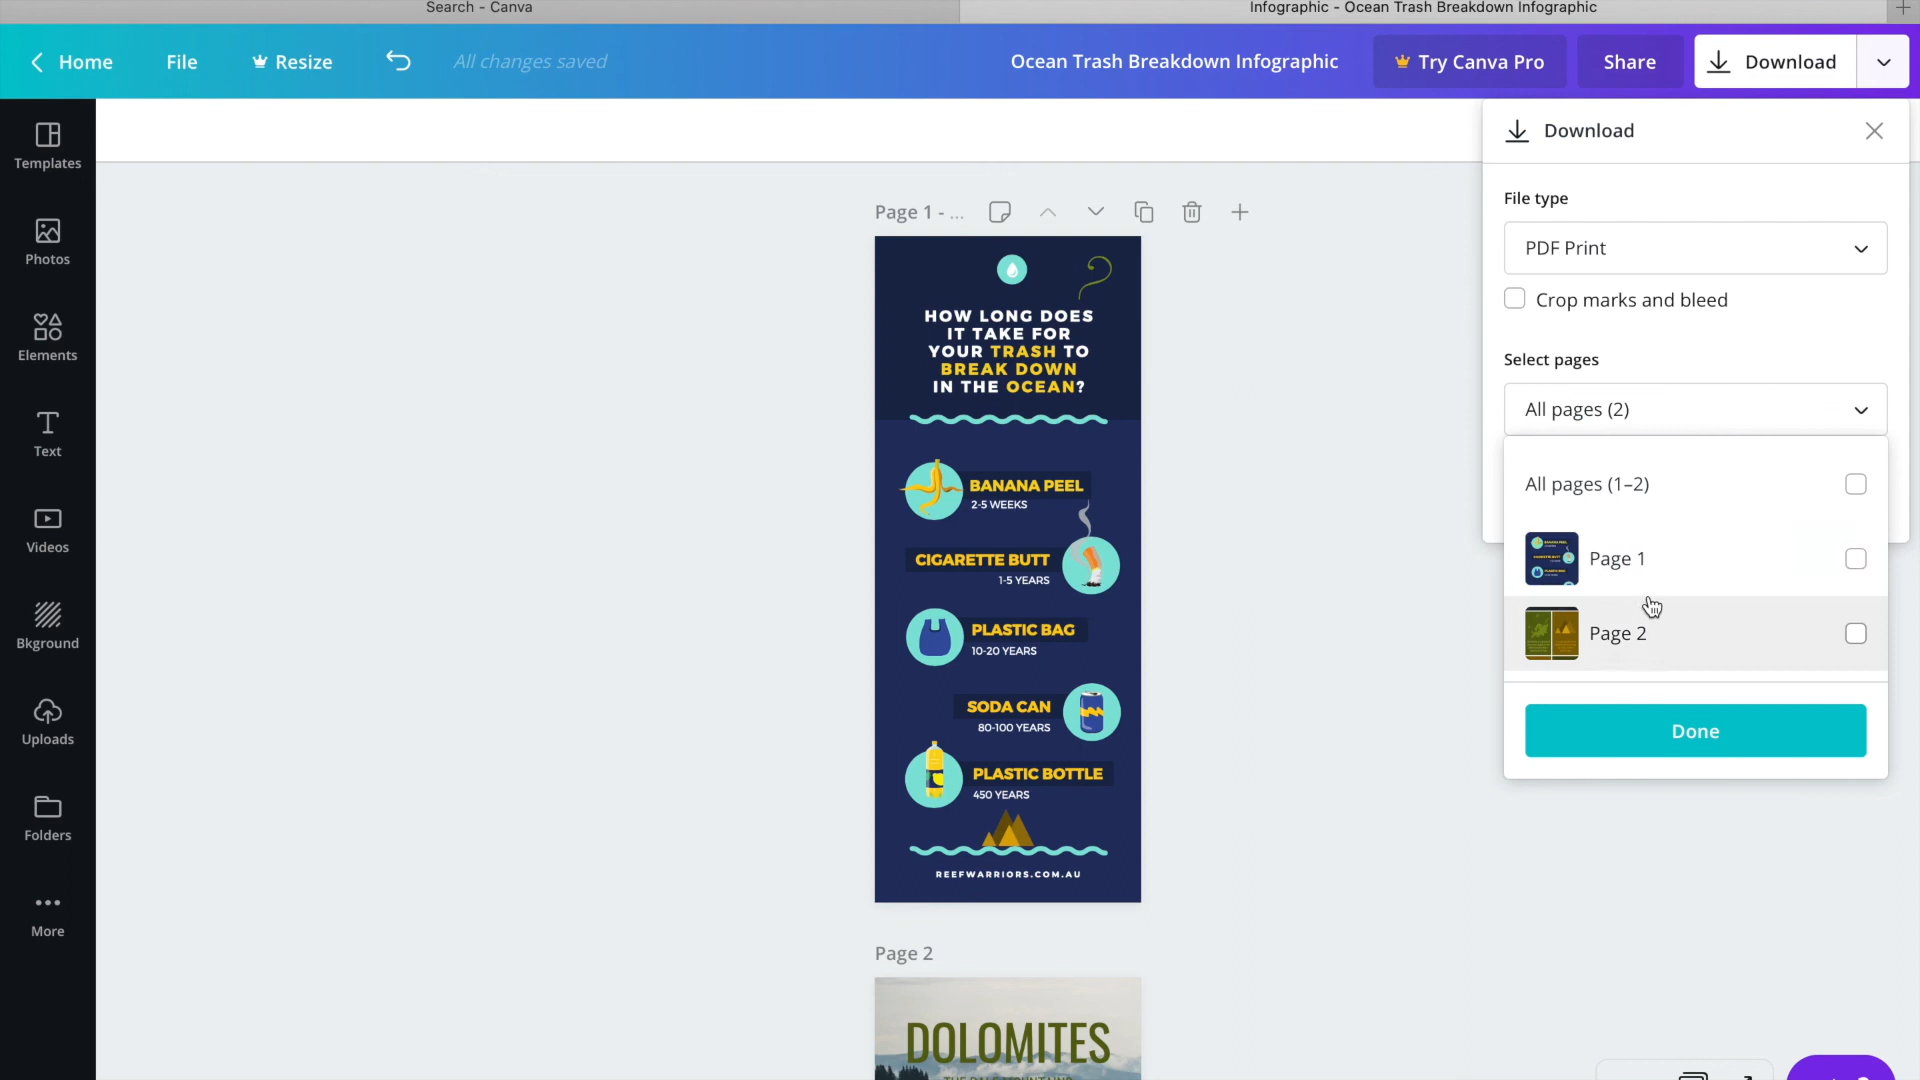 Search - Canva
Infographic - Ocean Trash Breakdown Infographic
Home
File
Resize
All changes saved
Ocean Trash Breakdown Infographic
Try Canva Pro
Share
Download
Templates
Photos
Elements
Text
Videos
Bkground
Uploads
Folders
More
Page 1 - ...
HOW LONG DOES
IT TAKE FOR
YOUR TRASH TO
BREAK DOWN
IN THE OCEAN?
BANANA PEEL
2-5 WEEKS
CIGARETTE BUTT
1-5 YEARS
PLASTIC BAG
10-20 YEARS
SODA CAN
80-100 YEARS
PLASTIC BOTTLE
450 YEARS
REEFWARRIORS.COM.AU
Page 2
DOLOMITES
Download
File type
PDF Print
Crop marks and bleed
Select pages
All pages (2)
All pages (1–2)
Page 1
Page 2
Done